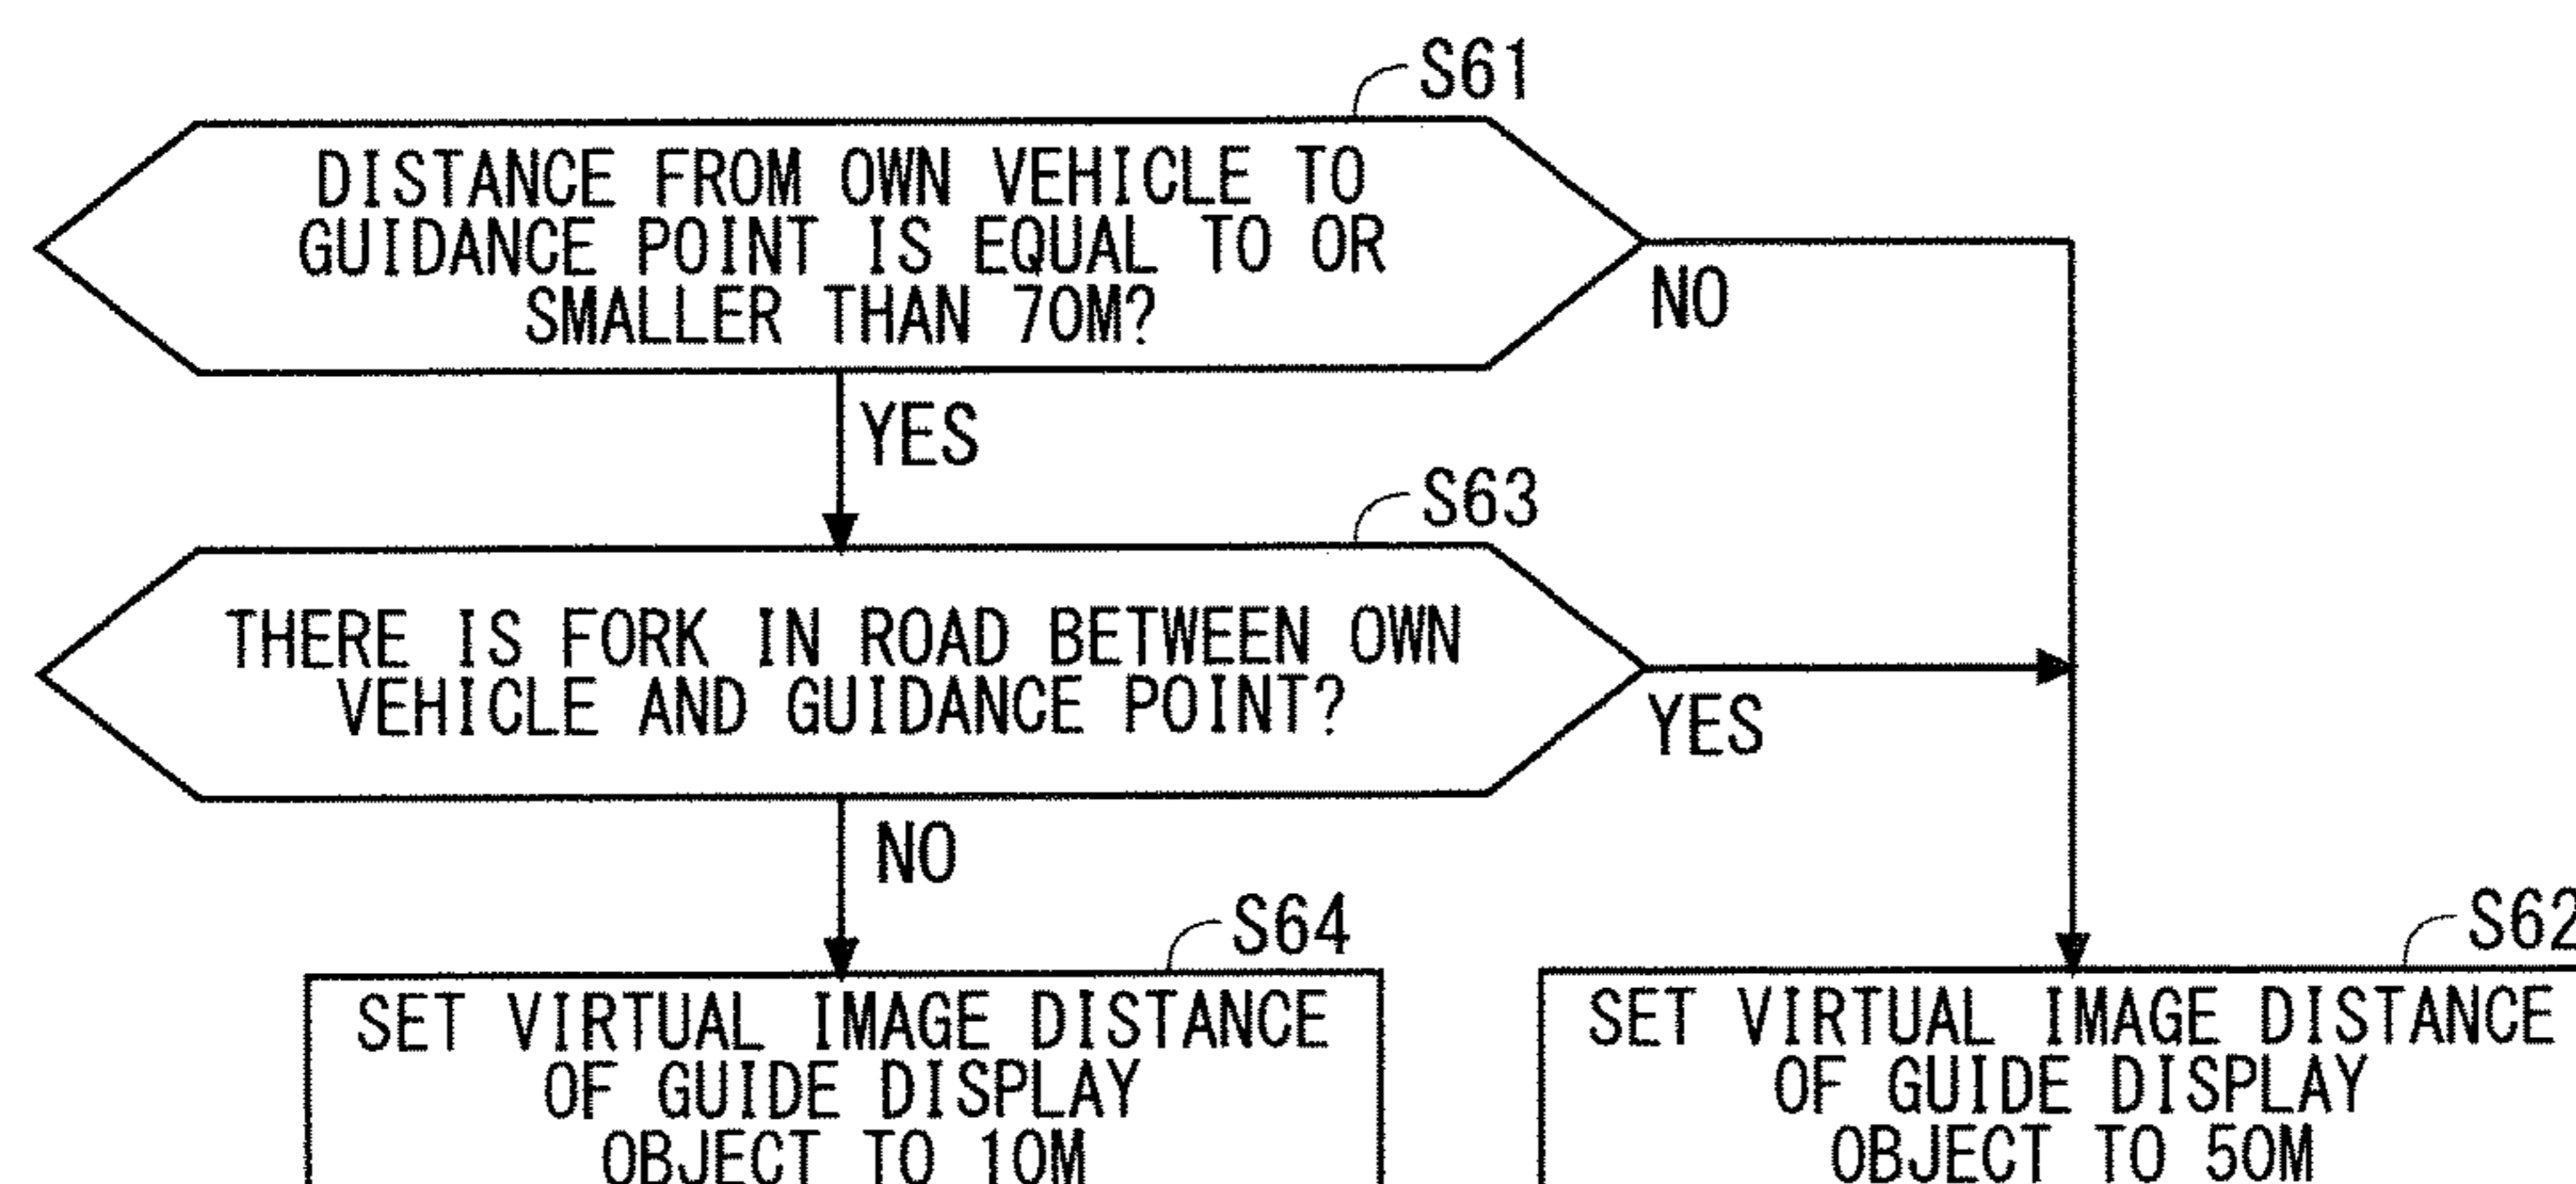 S61
DISTANCE FROM OWN VEHICLE TO
GUIDANCE POINT IS EQUAL TO OR
SMALLER THAN 70M?
NO
YES
S63
THERE IS FORK IN ROAD BETWEEN OWN
VEHICLE AND GUIDANCE POINT?
YES
NO
S64
SET VIRTUAL IMAGE DISTANCE
OF GUIDE DISPLAY
OBJECT TO 10M
S62
SET VIRTUAL IMAGE DISTANCE
OF GUIDE DISPLAY
OBJECT TO 50M